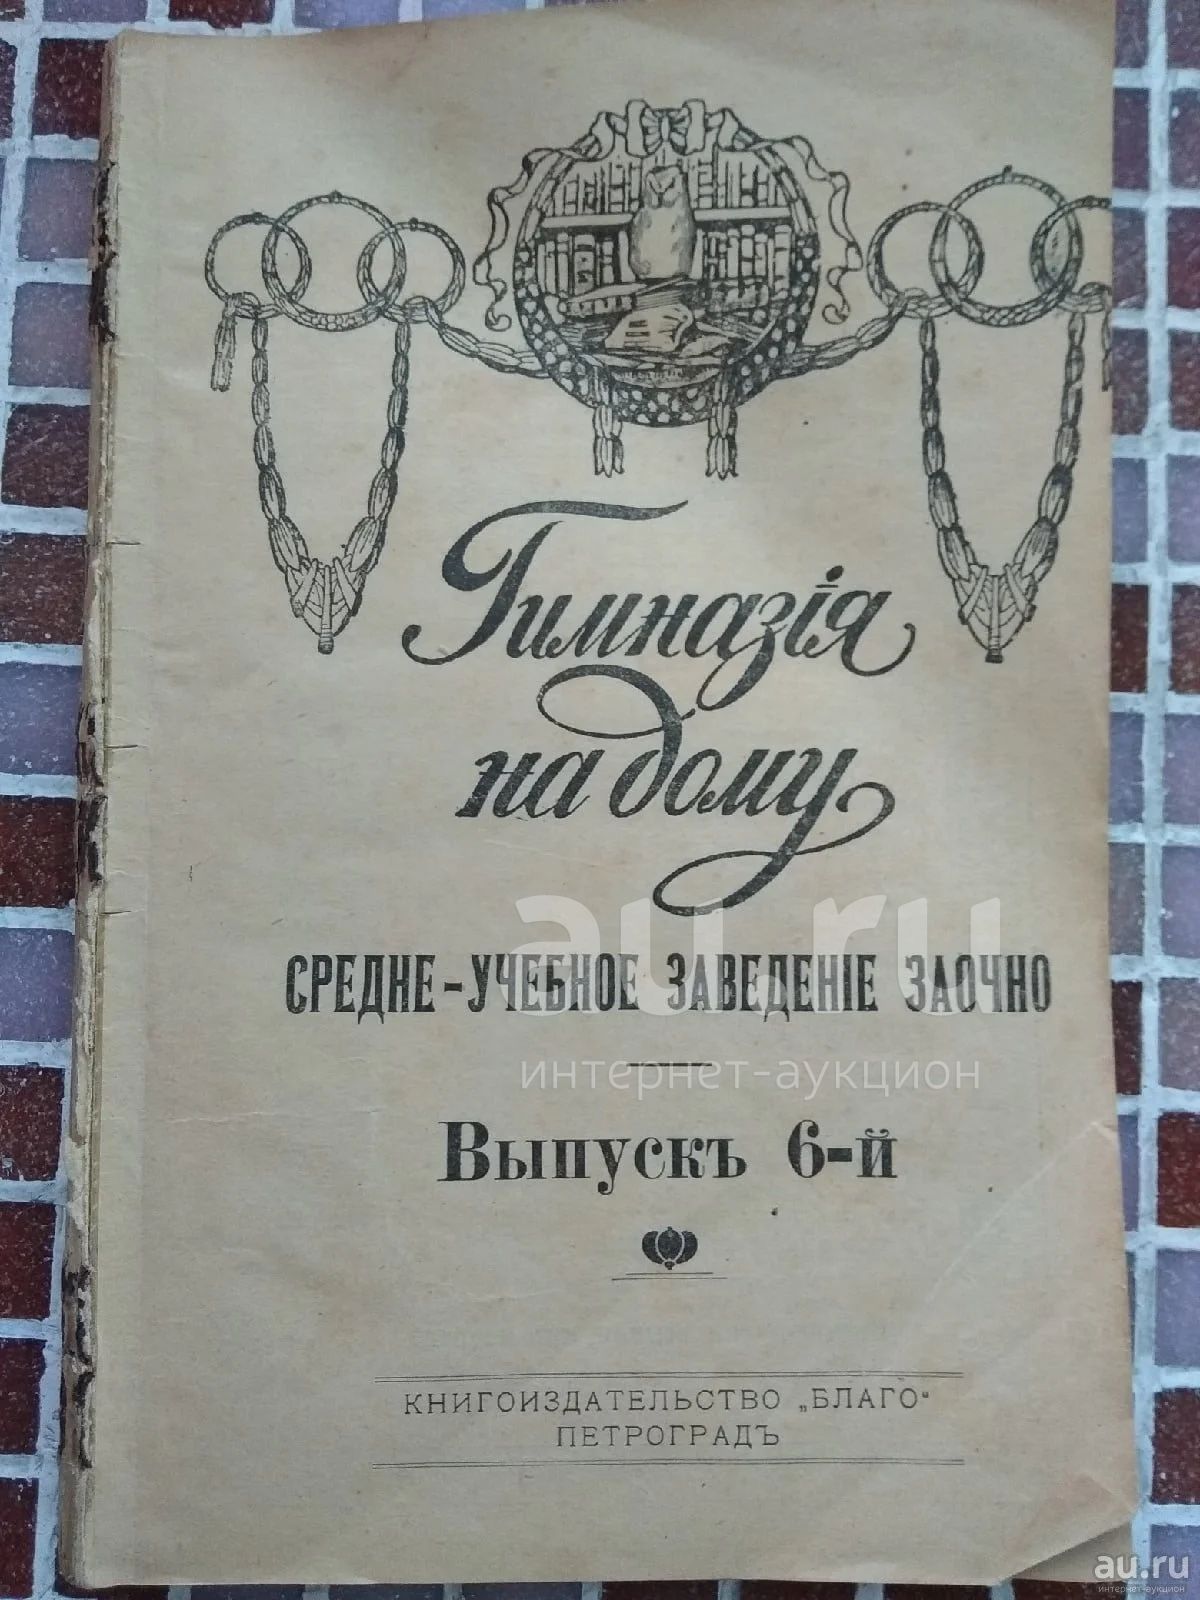 Гимназія
на дому
СРЕДНЕ-УЧЕБНОЕ ЗАВЕДЕНІЕ ЗАОЧНО
au.ru
интернет-аукцион
Выпускъ 6-й
КНИГОИЗДАТЕЛЬСТВО „БЛАГО“
ПЕТРОГРАДЪ
au.ru
интернет-аукцион